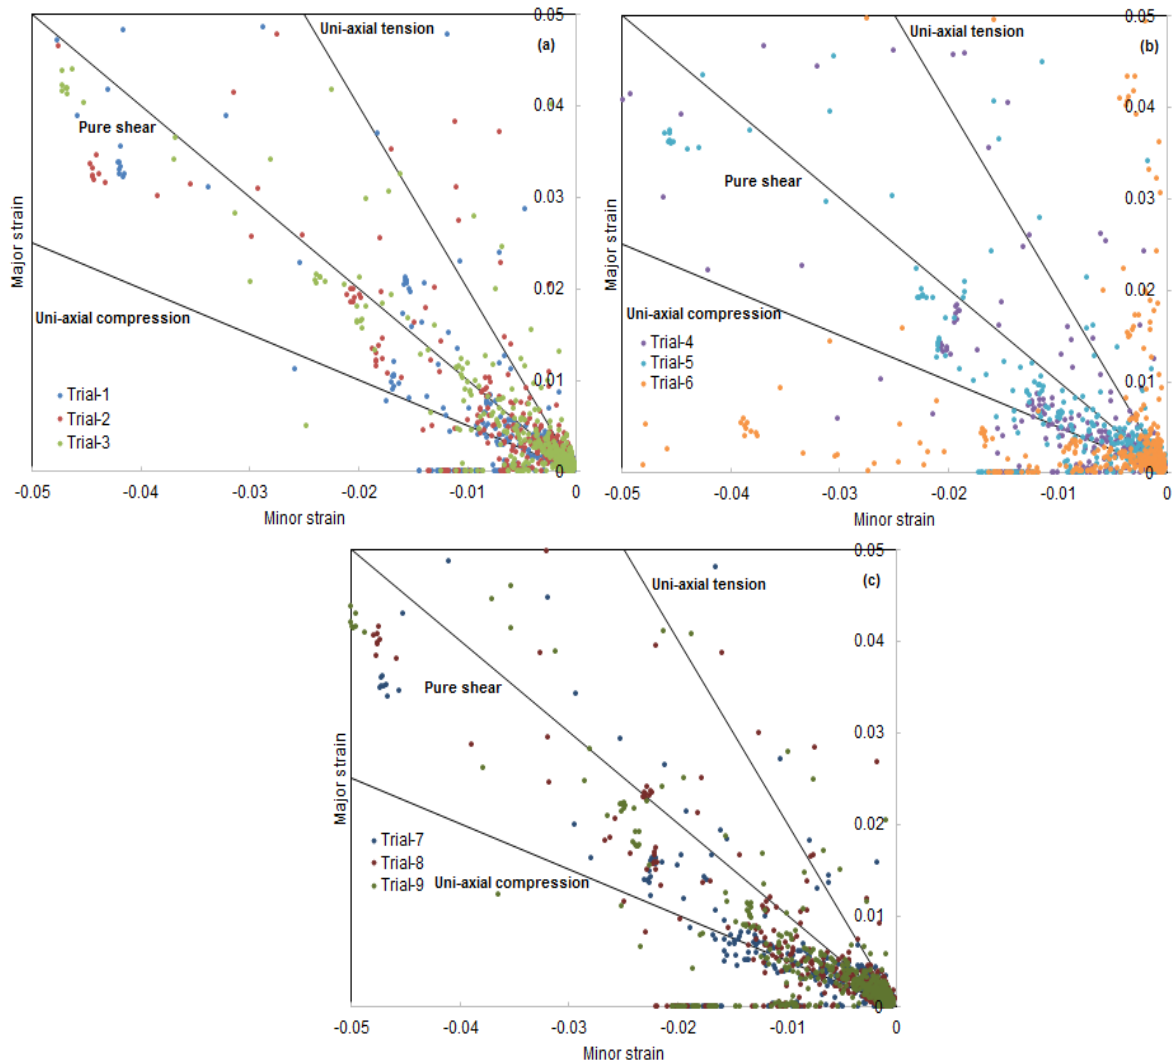 0.05
Uni-axial tension
(a)
0.04
Pure shear
0.03
Major strain
0.02
Uni-axial compression
0.01
Trial-1
Trial-2
Trial-3
0
-0.05 -0.04 -0.03 -0.02 -0.01 0
Minor strain
0.05
Uni-axial tension
(b)
0.04
Pure shear
0.03
Major strain
0.02
Uni-axial compression
Trial-4
Trial-5
Trial-6
0.01
0
-0.05 -0.04 -0.03 -0.02 -0.01 0
Minor strain
0.05
Uni-axial tension
(c)
0.04
Pure shear
0.03
Major strain
0.02
Trial-7
Trial-8
Trial-9
Uni-axial compression
0.01
0
-0.05 -0.04 -0.03 -0.02 -0.01 0
Minor strain